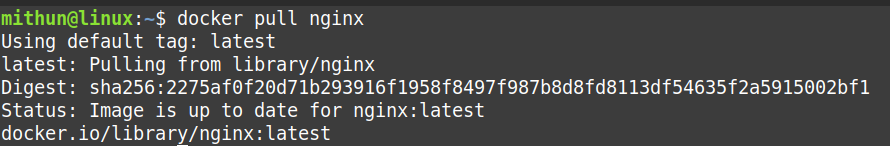 mithun@linux:~$ docker pull nginx
Using default tag: latest
latest: Pulling from library/nginx
Digest: sha256:2275af0f20d71b293916f1958f8497f987b8d8fd8113df54635f2a5915002bf1
Status: Image is up to date for nginx:latest
docker.io/library/nginx:latest